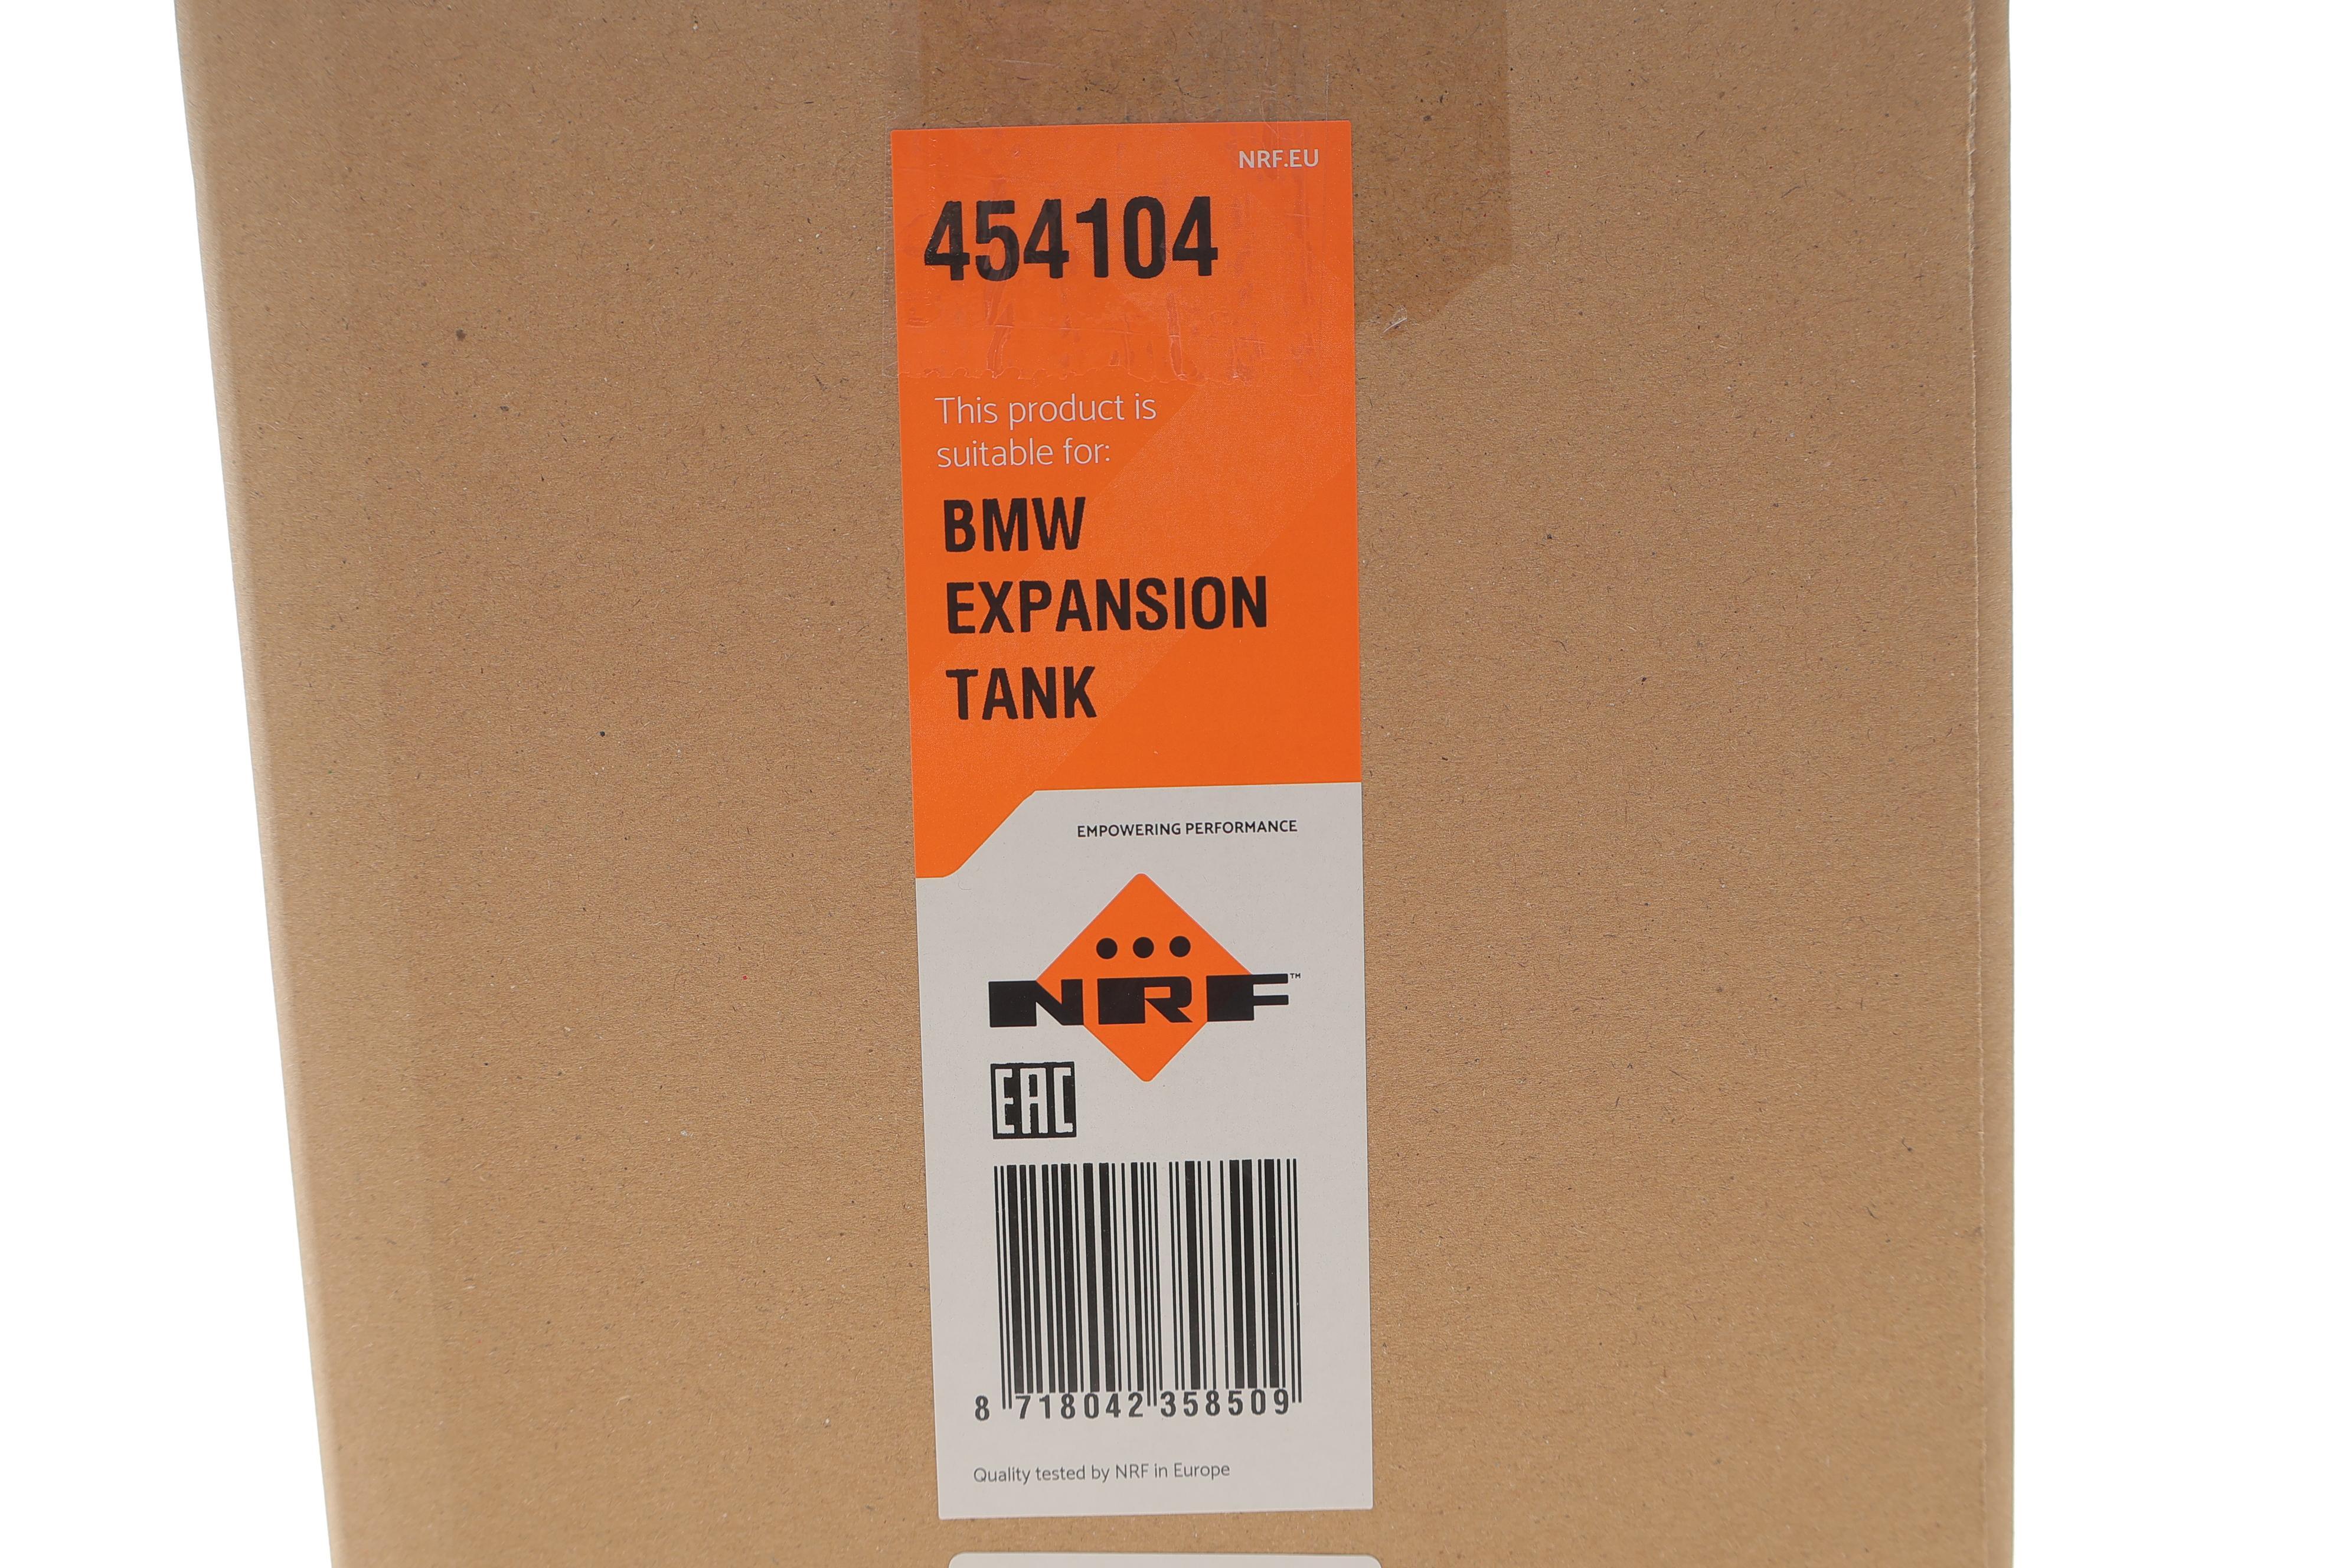 NRF.EU
454104
This product is
suitable for:
BMW
EXPANSION
TANK
EMPOWERING PERFORMANCE
NRF™
EAC
8 718042 358509
Quality tested by NRF in Europe